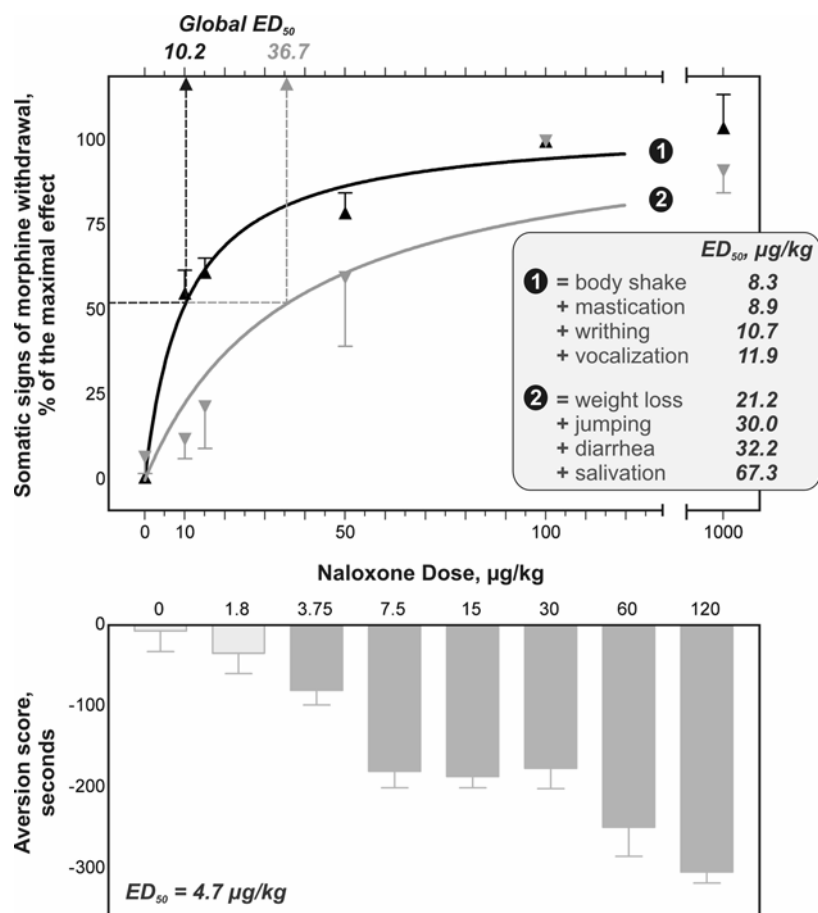 Global ED50
10.2 36.7
Somatic signs of morphine withdrawal,
% of the maximal effect
100
75
50
25
0
1
2
ED50, µg/kg
1 = body shake 8.3
+ mastication 8.9
+ writhing 10.7
+ vocalization 11.9
2 = weight loss 21.2
+ jumping 30.0
+ diarrhea 32.2
+ salivation 67.3
0 10 50 100 1000
Naloxone Dose, µg/kg
0 1.8 3.75 7.5 15 30 60 120
Aversion score,
seconds
0
-100
-200
-300
ED50 = 4.7 µg/kg